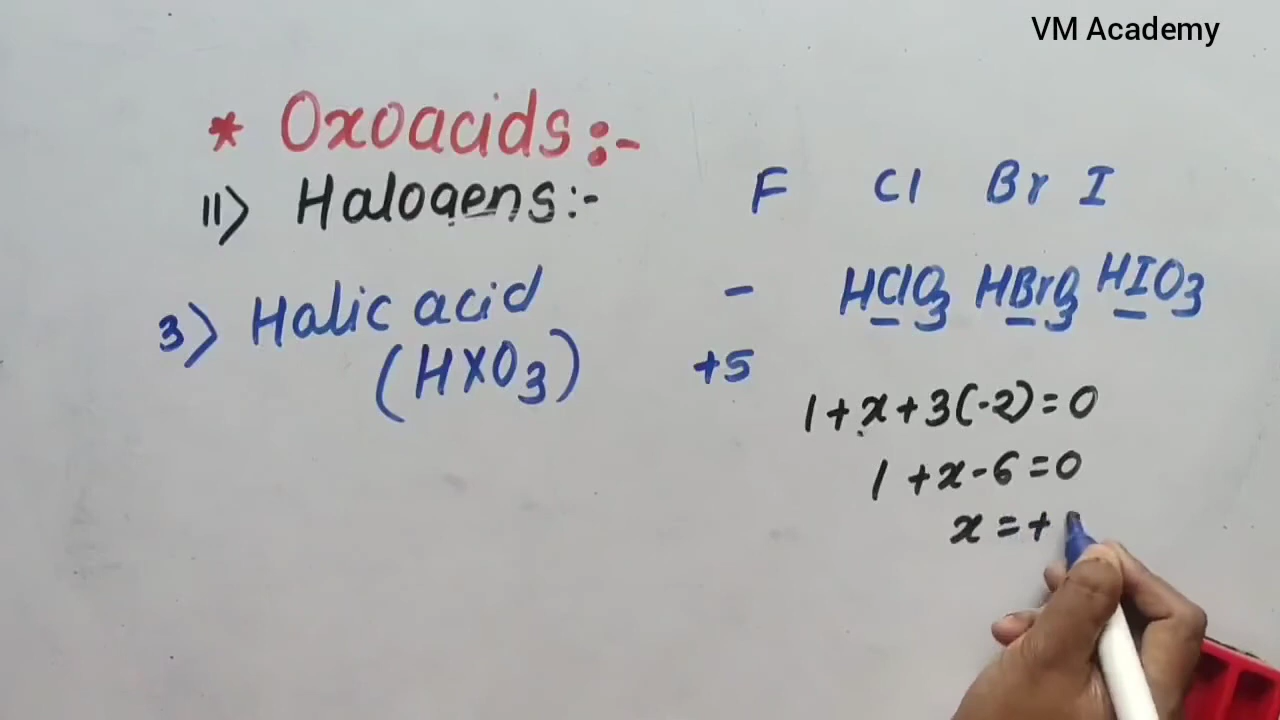 VM Academy
* Oxoacids:-
11) Halogens:-
F Cl Br I
3) Halic acid
- HClO3 HBrO3 HIO3
(HXO3)
+5
1+x+3(-2)=0
1+x-6=0
x=+